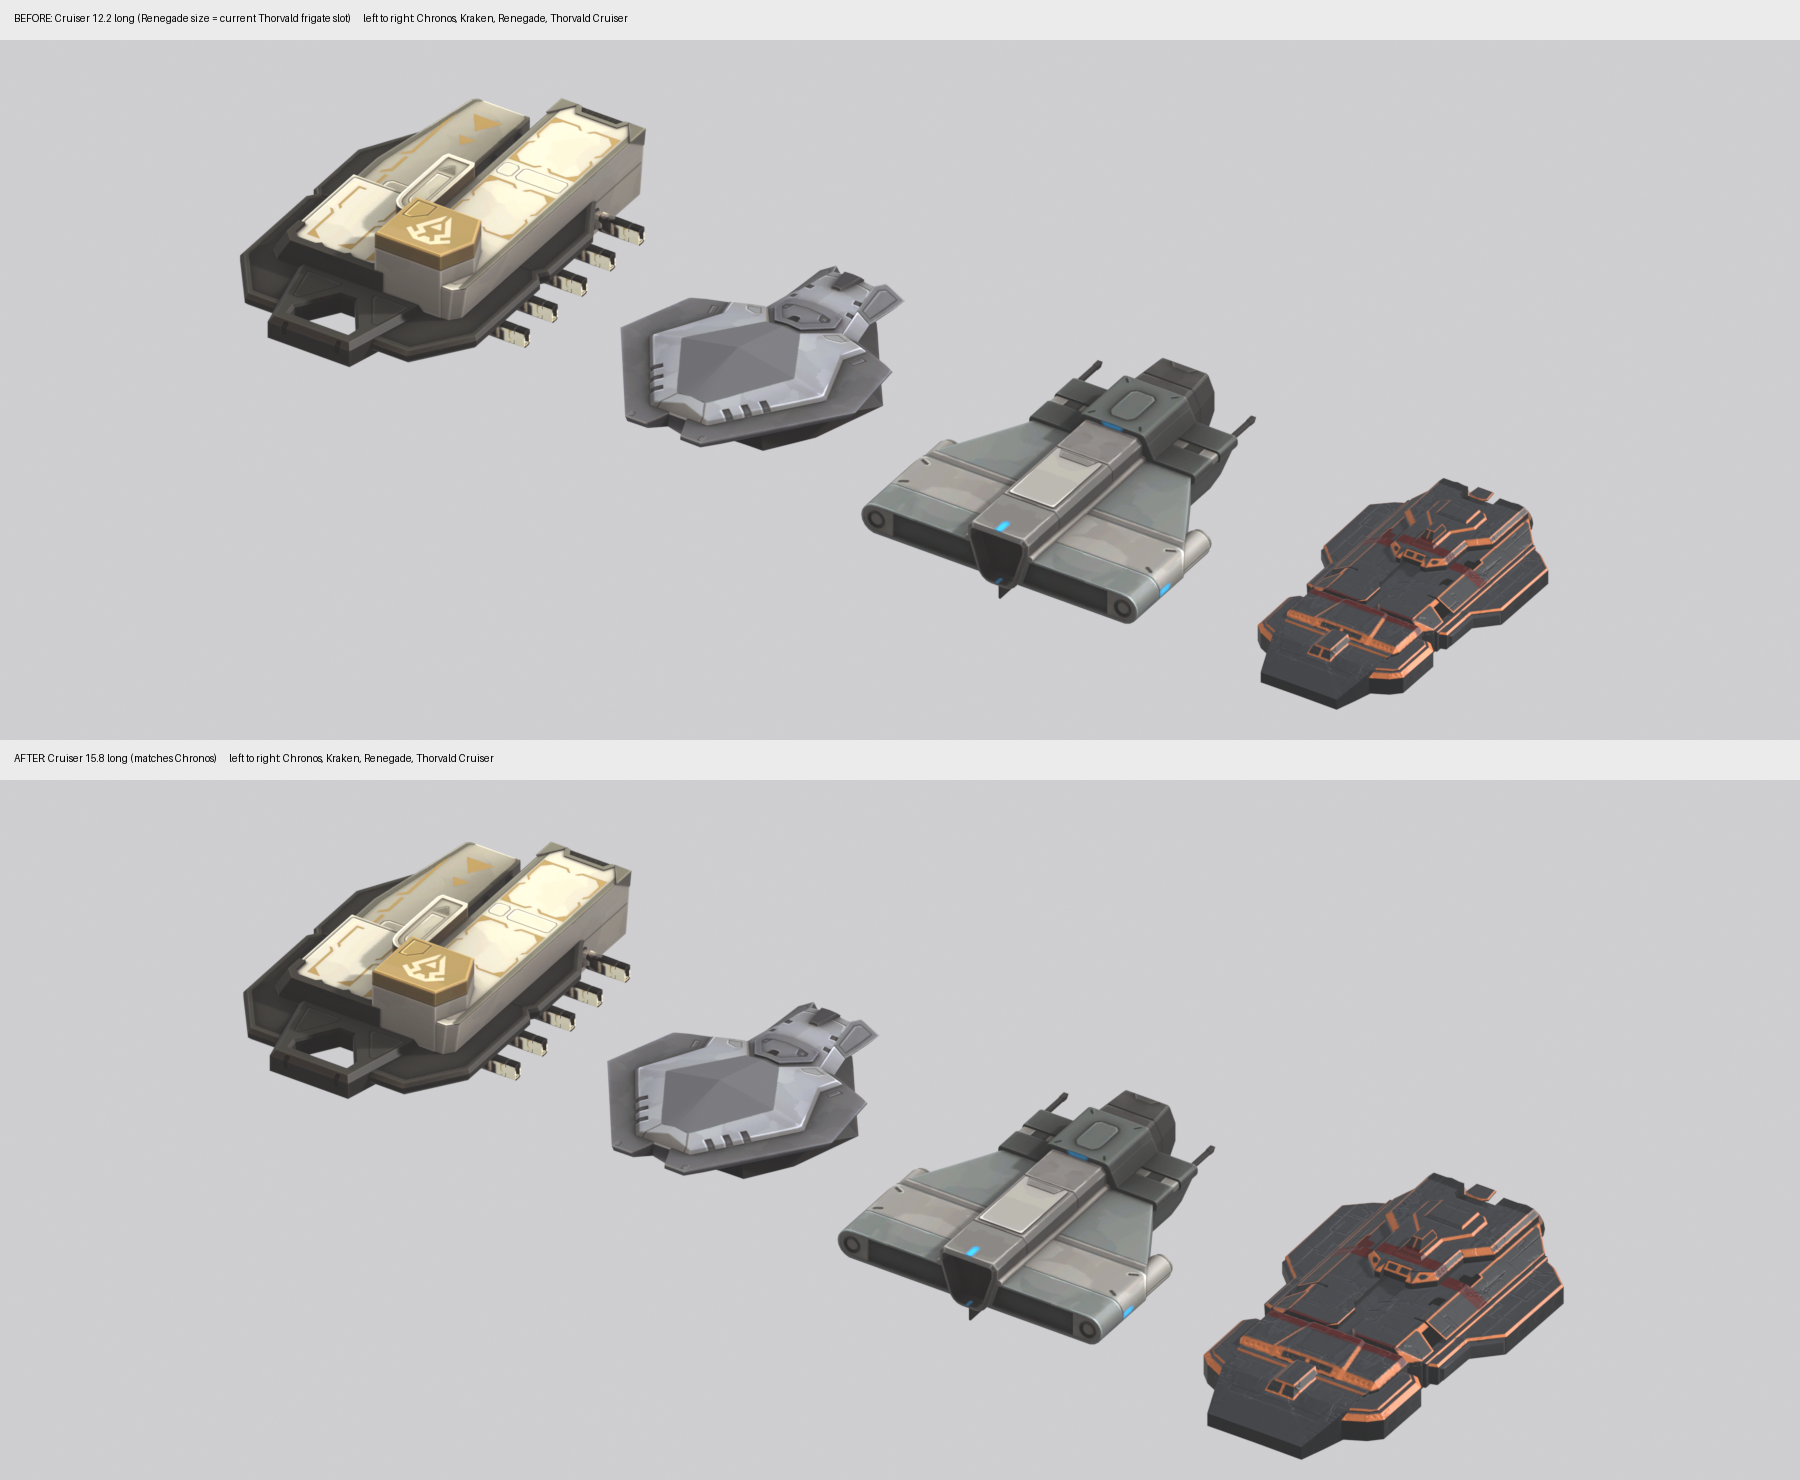 BEFORE: Cruiser 12.2 long (Renegade size = current Thorvald frigate slot)    left to right: Chronos, Kraken, Renegade, Thorvald Cruiser
AFTER: Cruiser 15.8 long (matches Chronos)    left to right: Chronos, Kraken, Renegade, Thorvald Cruiser